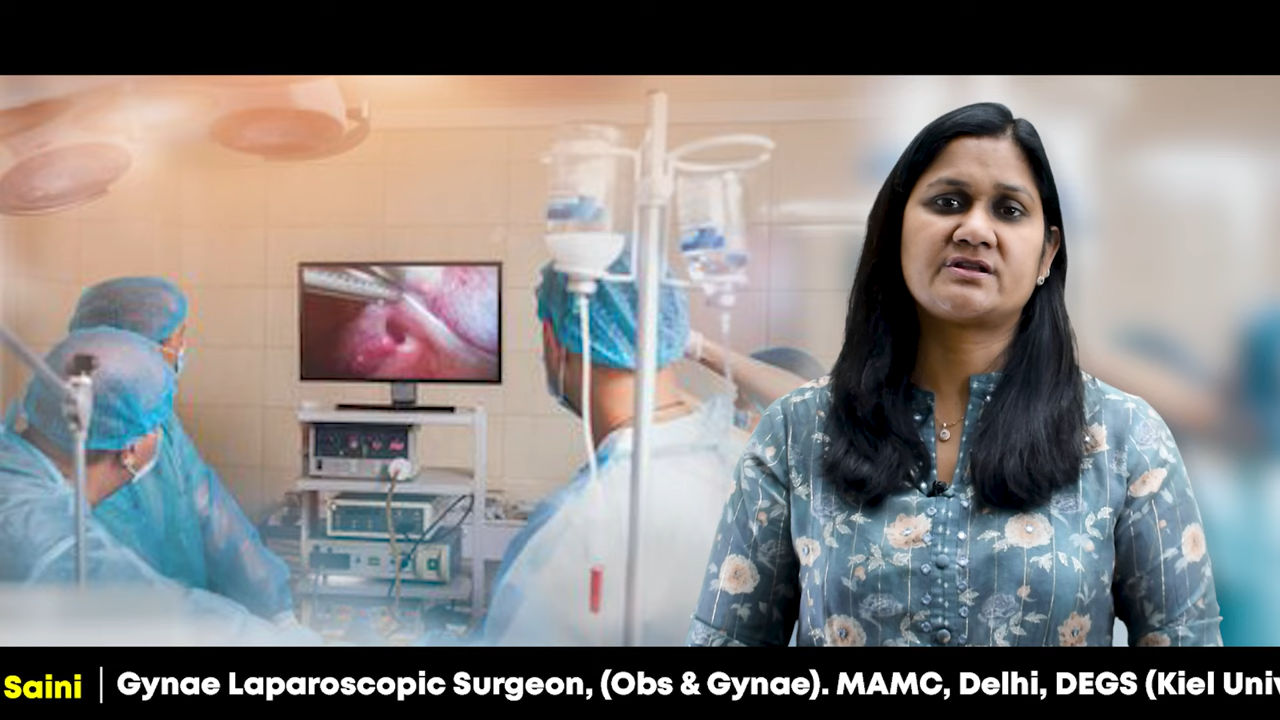 Saini | Gynae Laparoscopic Surgeon, (Obs & Gynae). MAMC, Delhi, DEGS (Kiel Univ